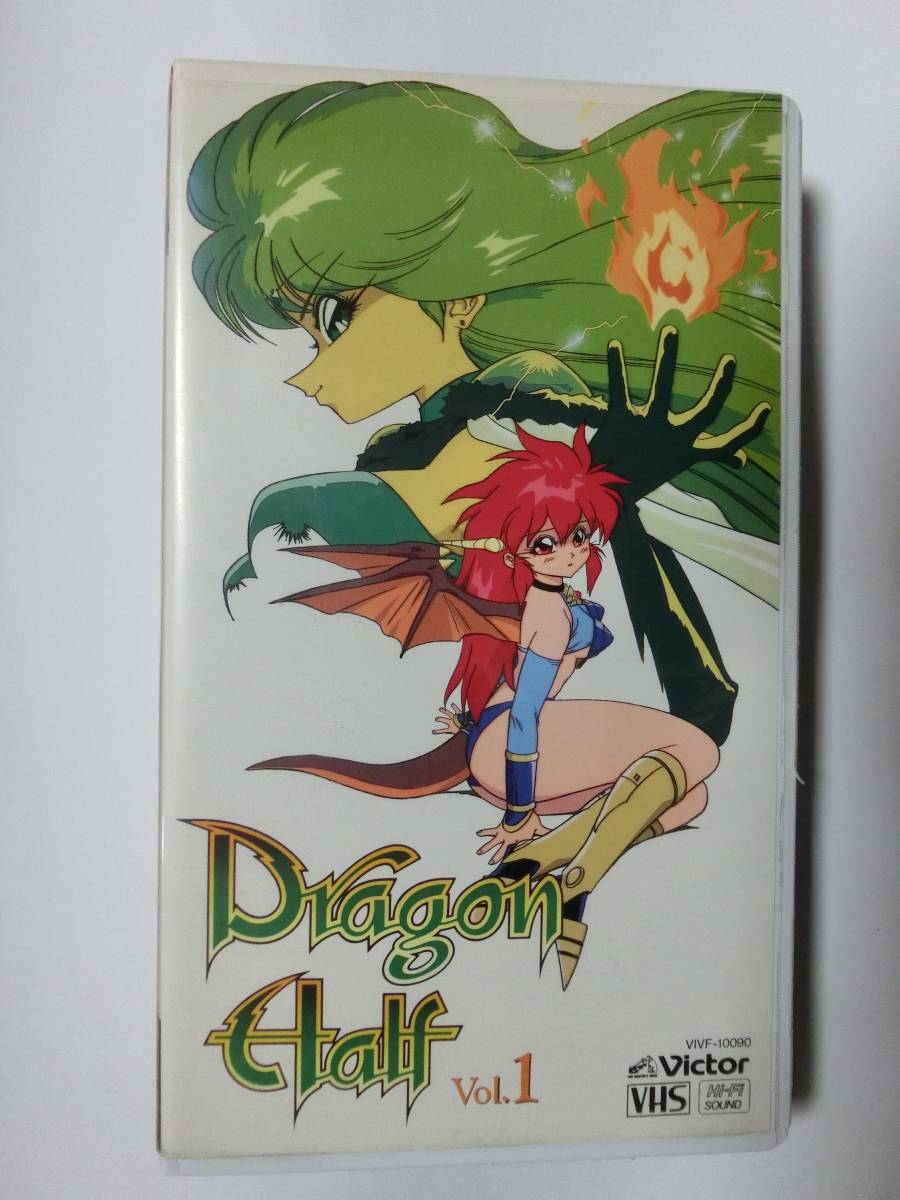 Dragon
Half
Vol.1
VIVF-10090
Victor
VHS
Hi-Fi
SOUND